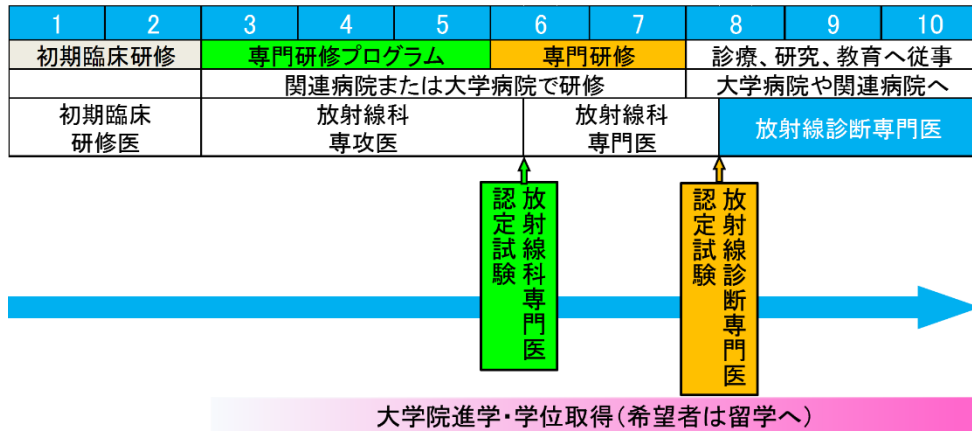 1 2 3 4 5 6 7 8 9 10
初期臨床研修 専門研修プログラム 専門研修 診療、研究、教育へ従事
関連病院または大学病院で研修 大学病院や関連病院へ
初期臨床
研修医
放射線科
専攻医
放射線科
専門医
放射線診断専門医
放射線科専門医
認定試験
放射線診断専門医
認定試験
大学院進学・学位取得(希望者は留学へ)